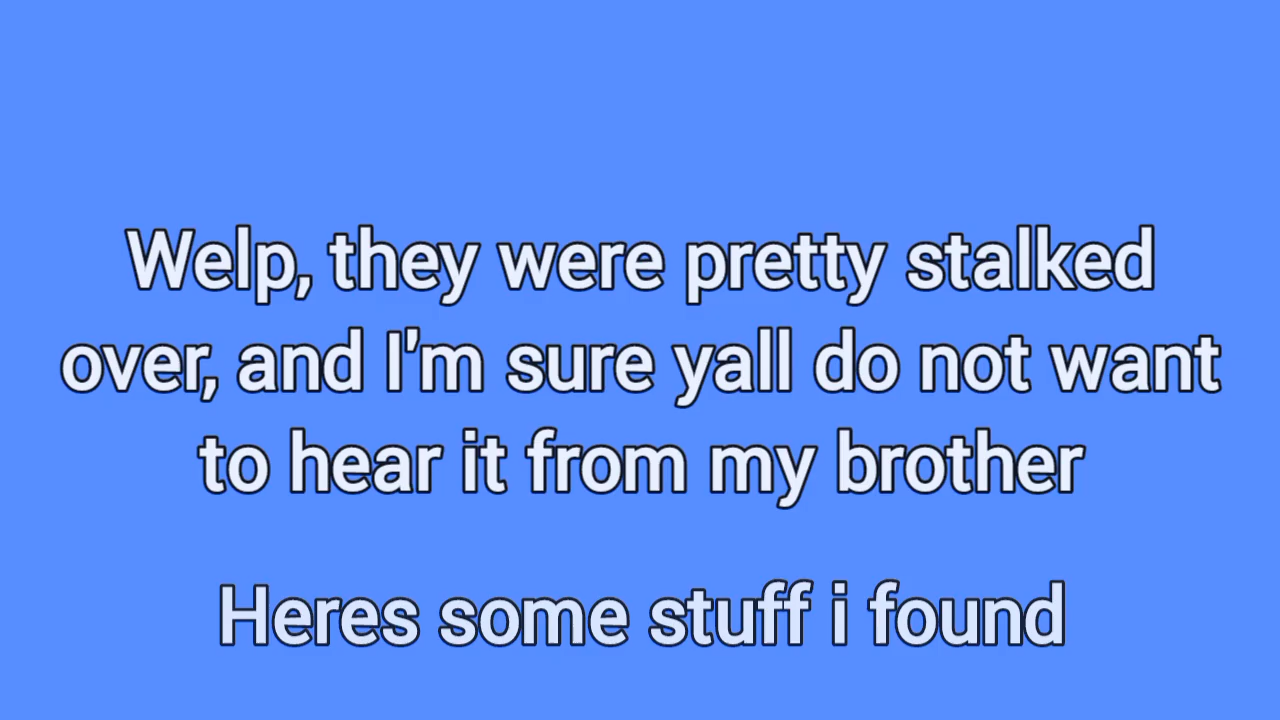 Welp, they were pretty stalked
over, and I'm sure yall do not want
to hear it from my brother
Heres some stuff i found